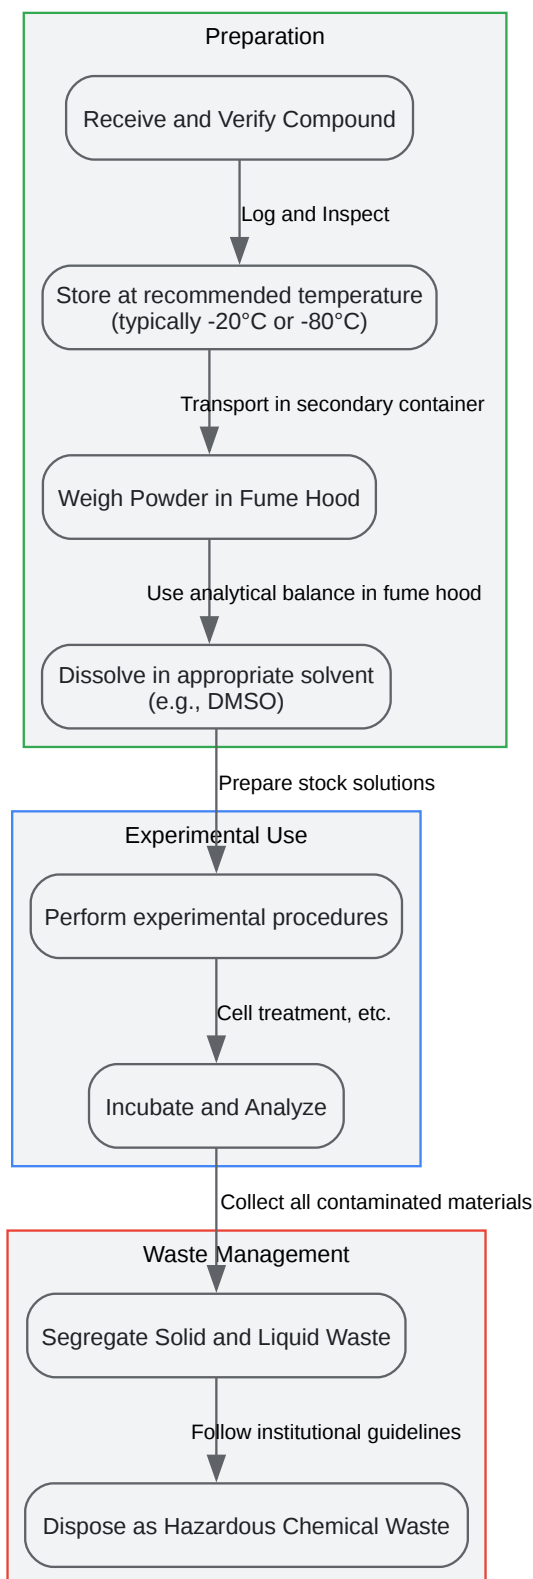 Preparation
Receive and Verify Compound
Log and Inspect
Store at recommended temperature
(typically -20°C or -80°C)
Transport in secondary container
Weigh Powder in Fume Hood
Use analytical balance in fume hood
Dissolve in appropriate solvent
(e.g., DMSO)
Prepare stock solutions
Experimental Use
Perform experimental procedures
Cell treatment, etc.
Incubate and Analyze
Collect all contaminated materials
Waste Management
Segregate Solid and Liquid Waste
Follow institutional guidelines
Dispose as Hazardous Chemical Waste